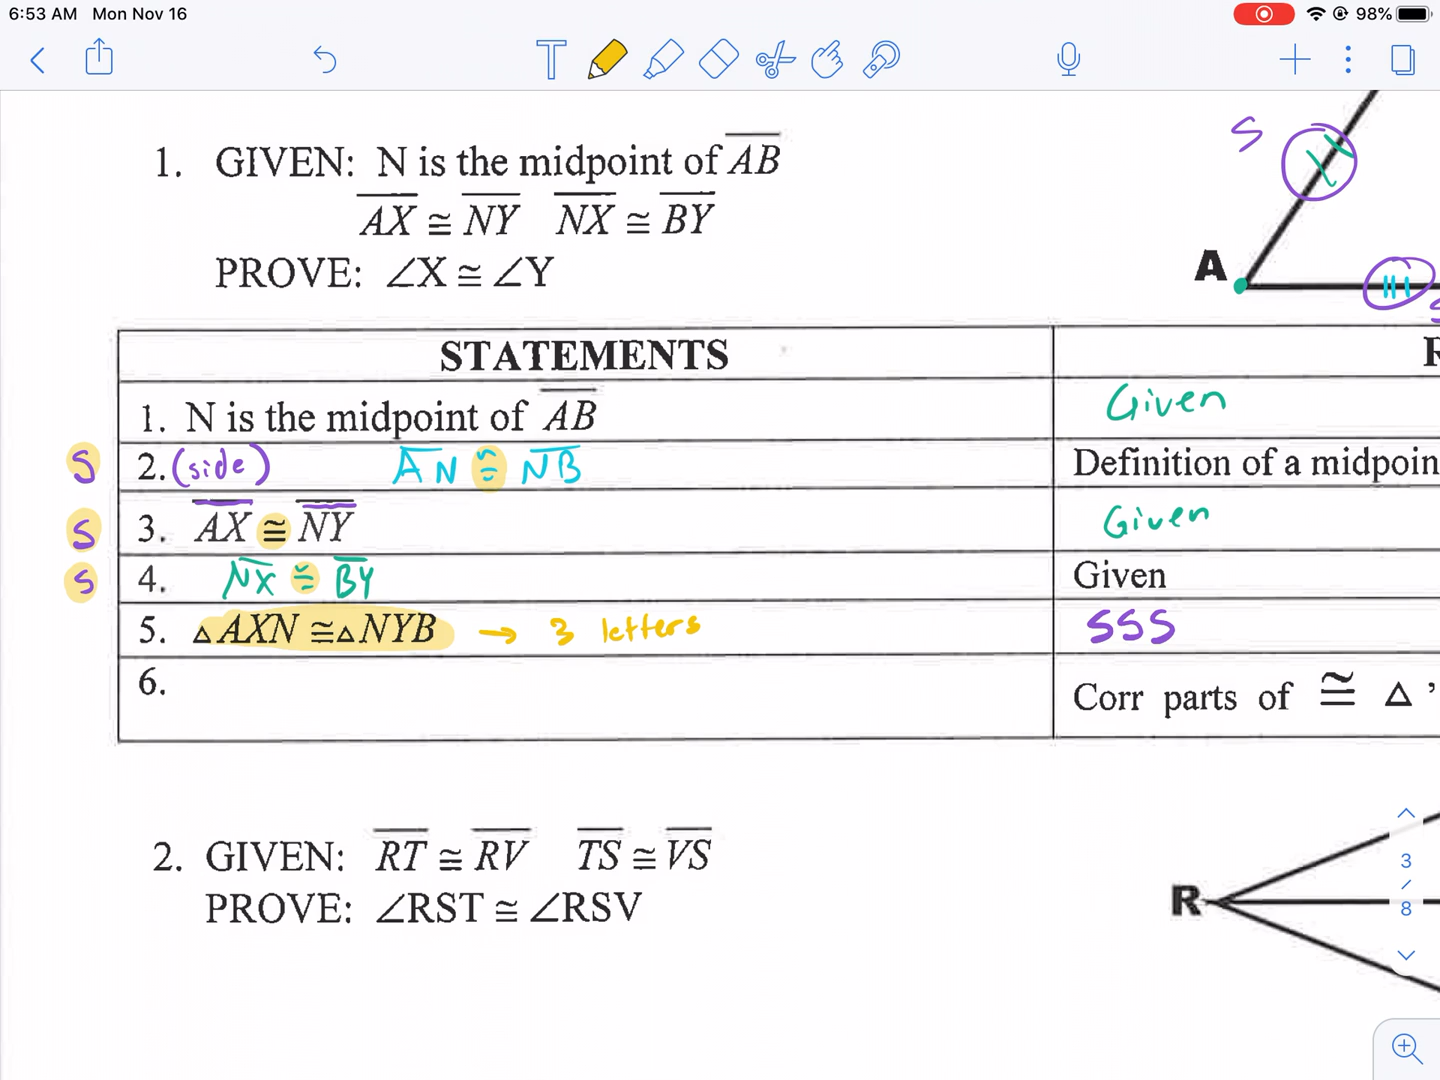 6:53 AM Mon Nov 16 98%
1. GIVEN: N is the midpoint of AB
S
AX ≅ NY NX ≅ BY
PROVE: ∠X ≅ ∠Y
A
STATEMENTS
1. N is the midpoint of AB Given
S 2. (side) AN ≅ NB Definition of a midpoin
S 3. AX ≅ NY Given
S 4. NX ≅ BY Given
5. △AXN ≅ △NYB → 3 letters SSS
6. Corr parts of ≅ △'
2. GIVEN: RT ≅ RV TS ≅ VS
PROVE: ∠RST ≅ ∠RSV
R
3
/
8